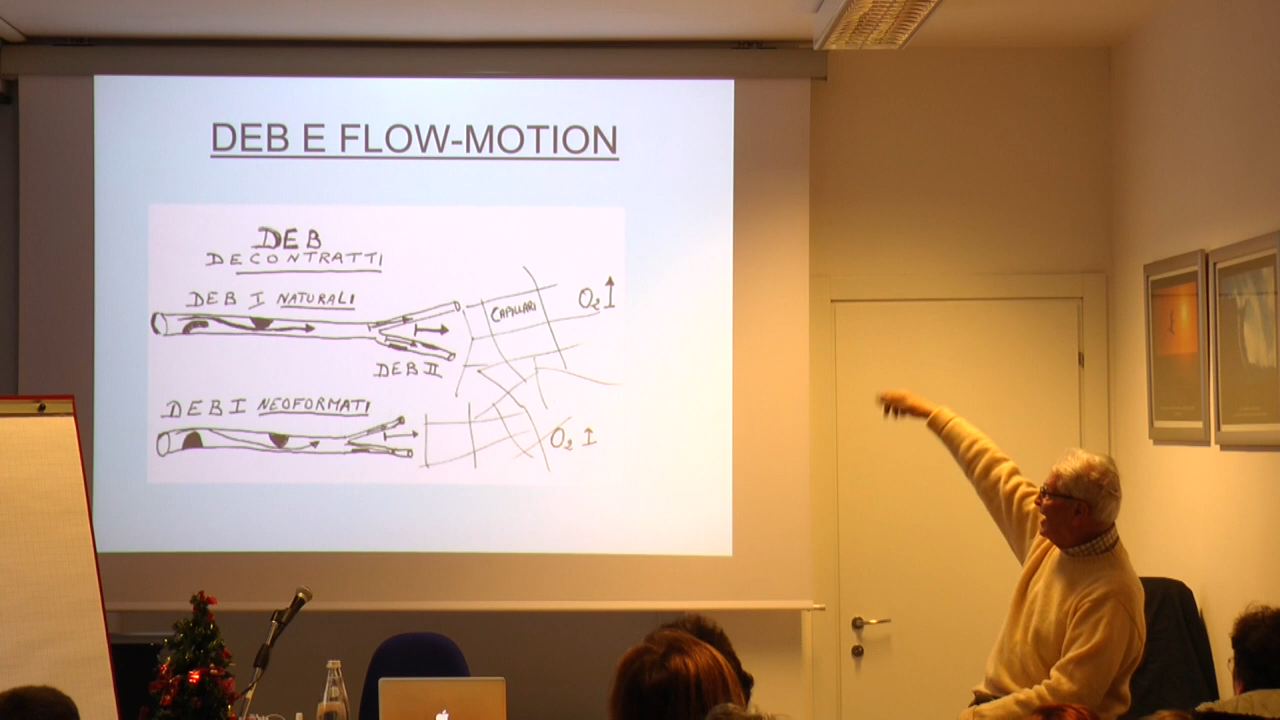 DEB E FLOW-MOTION
DEB
DECONTRATTI
DEB I NATURALI
CAPILLARI
O2
DEB II
DEB I NEOFORMATI
O2